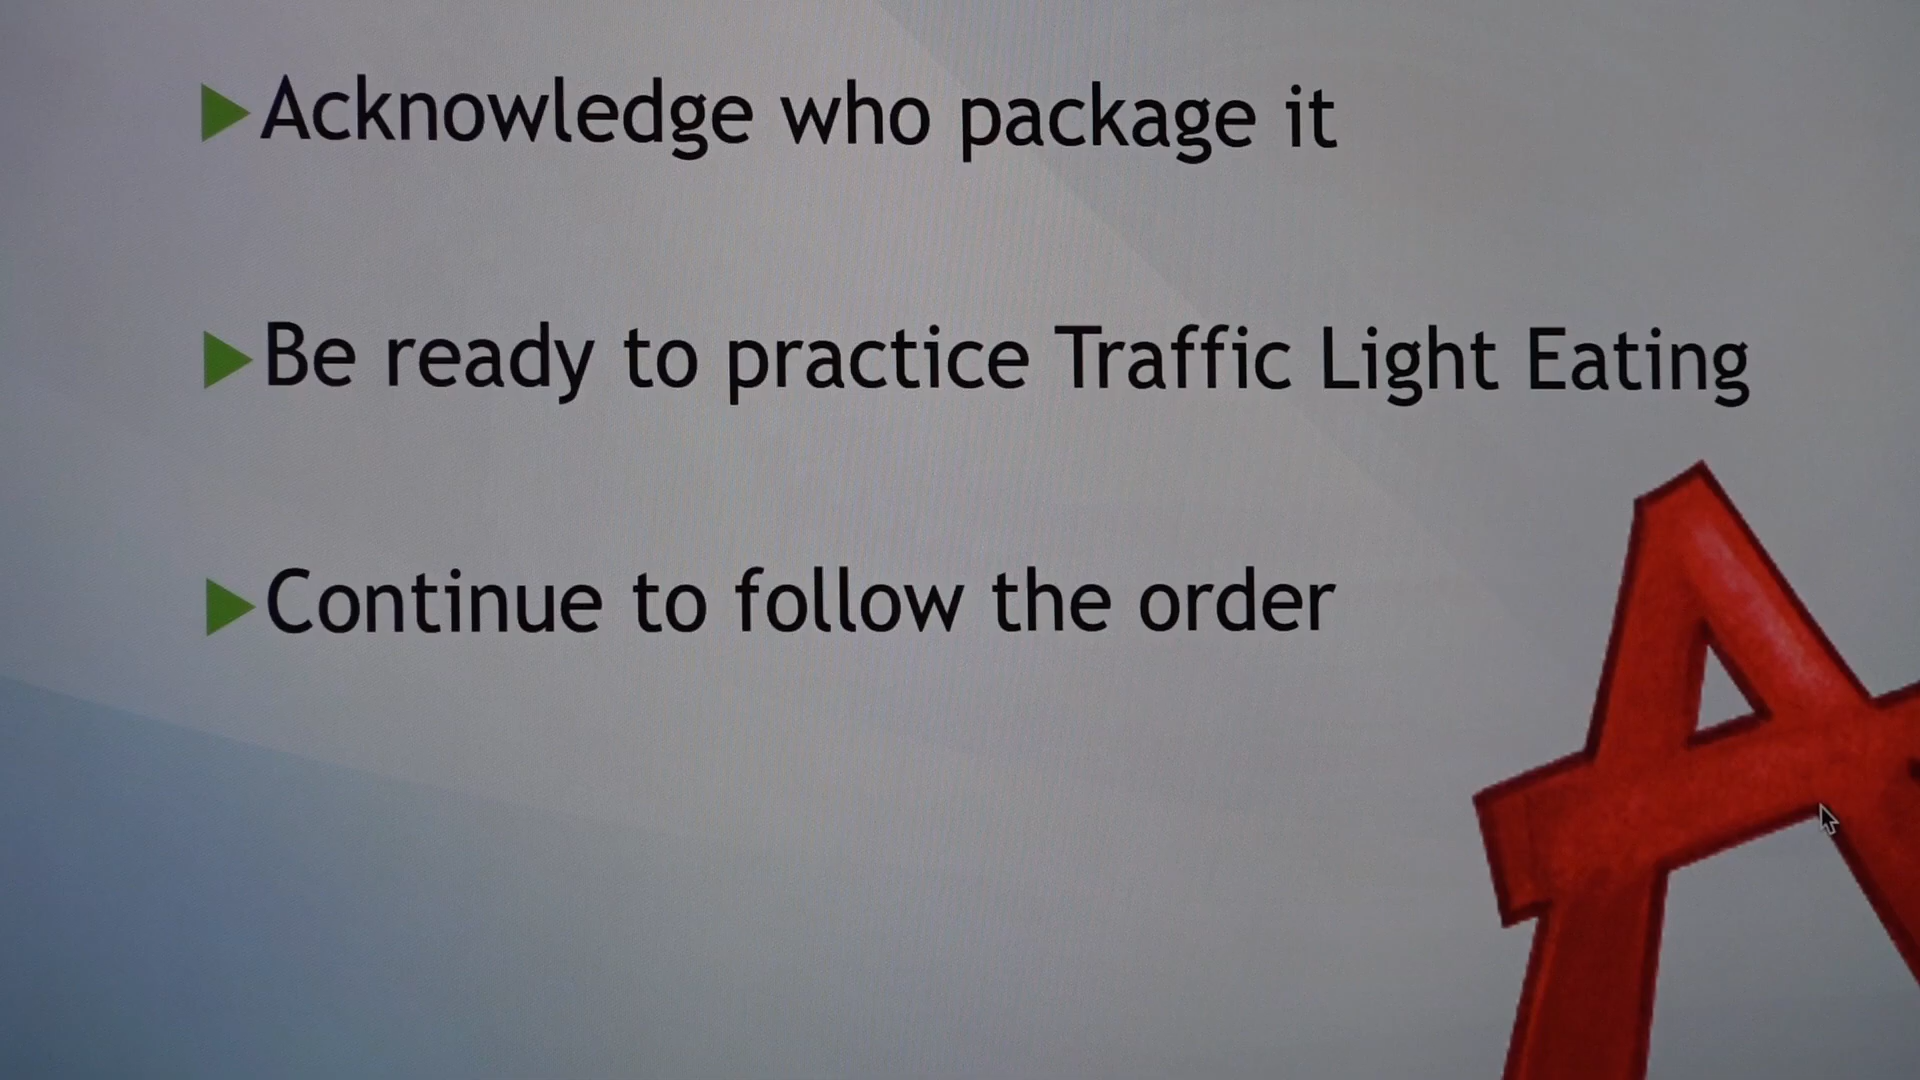 Acknowledge who package it
Be ready to practice Traffic Light Eating
Continue to follow the order
A